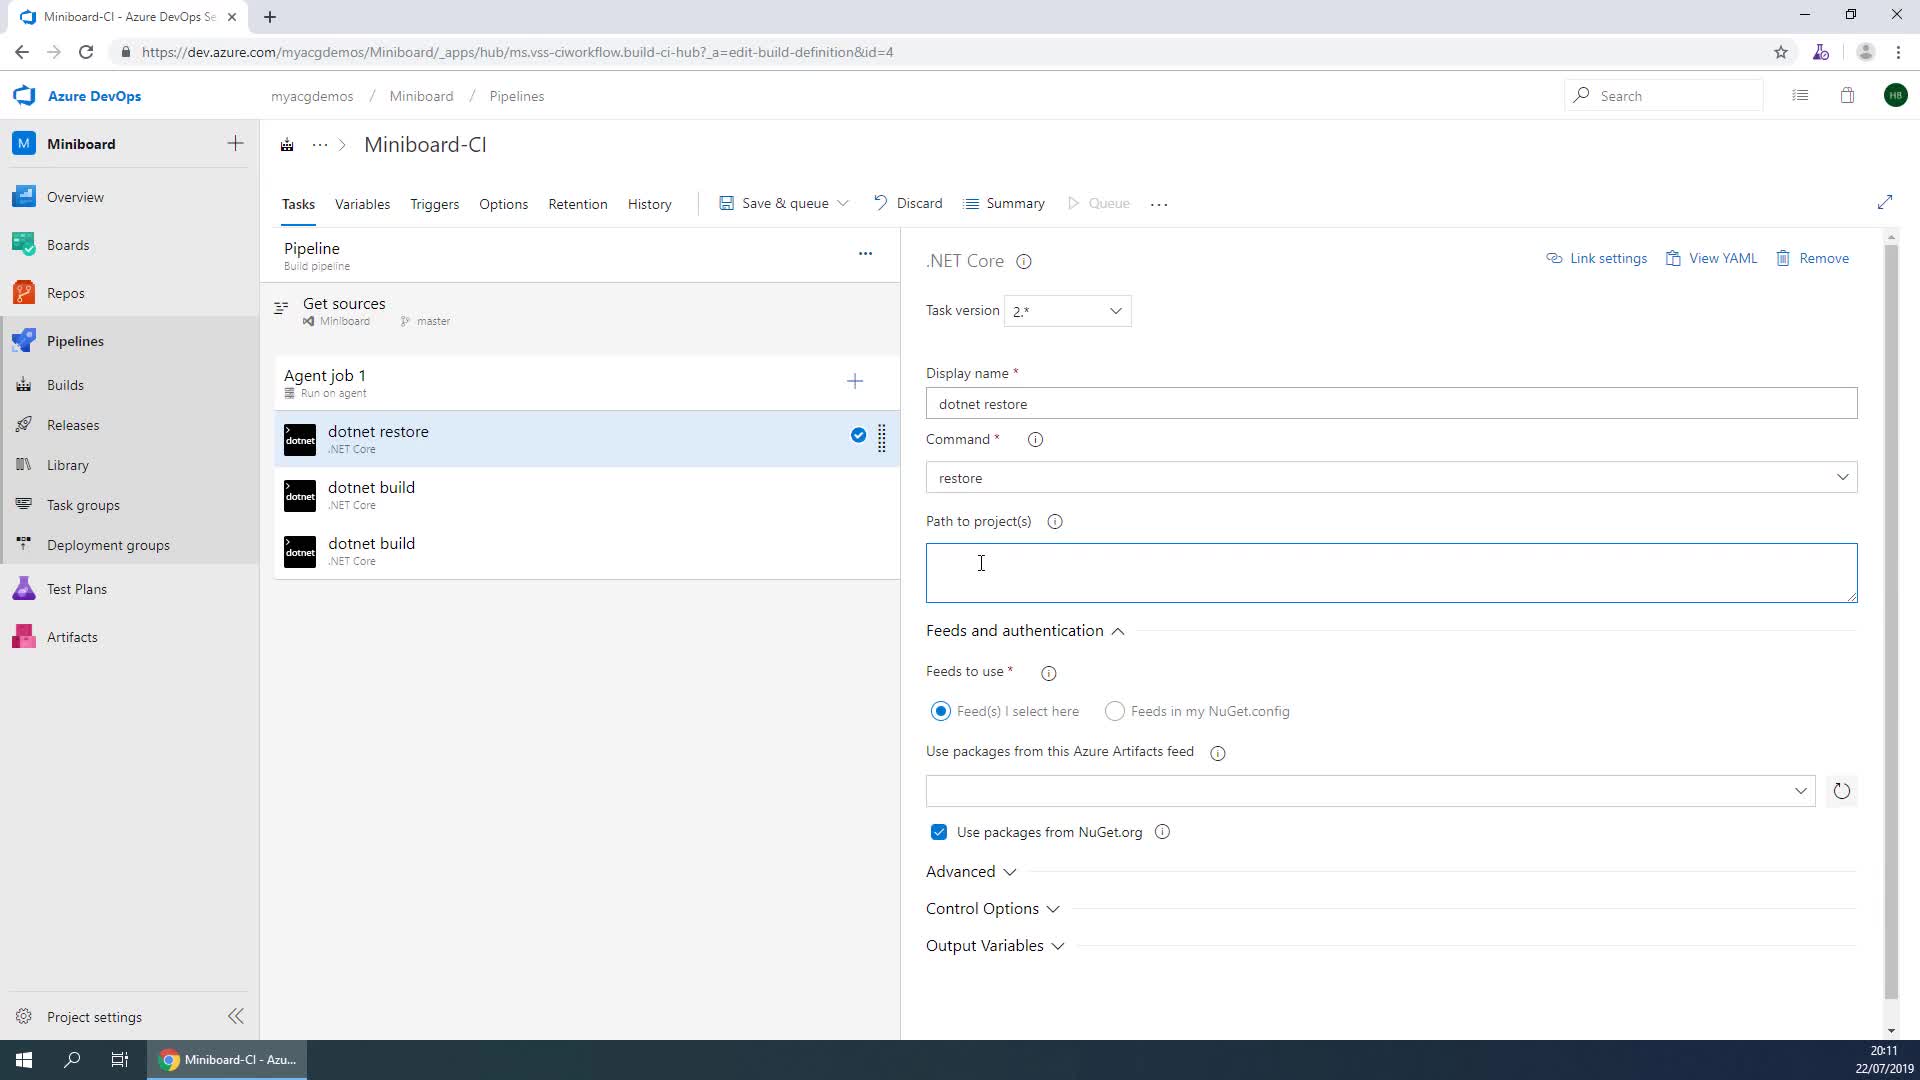 Miniboard-CI - Azure DevOps Se
https://dev.azure.com/myacgdemos/Miniboard/_apps/hub/ms.vss-ciworkflow.build-ci-hub?_a=edit-build-definition&id=4
Azure DevOps
myacgdemos / Miniboard / Pipelines
Search
HB
M Miniboard
Overview
Boards
Repos
Pipelines
Builds
Releases
Library
Task groups
Deployment groups
Test Plans
Artifacts
Project settings
Miniboard-CI
Tasks Variables Triggers Options Retention History Save & queue Discard Summary Queue
Pipeline
Build pipeline
Get sources
Miniboard master
Agent job 1
Run on agent
dotnet
dotnet restore
.NET Core
dotnet
dotnet build
.NET Core
dotnet
dotnet build
.NET Core
.NET Core
Link settings View YAML Remove
Task version 2.*
Display name *
dotnet restore
Command *
restore
Path to project(s)
Feeds and authentication
Feeds to use *
Feed(s) I select here Feeds in my NuGet.config
Use packages from this Azure Artifacts feed
Use packages from NuGet.org
Advanced
Control Options
Output Variables
Miniboard-CI - Azu...
20:11
22/07/2019